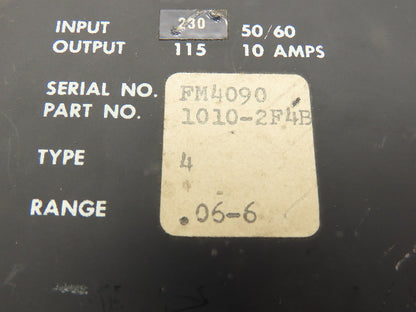 INPUT 230 50/60
OUTPUT 115 10 AMPS
SERIAL NO. FM4090
PART NO. 1010-2F4B
TYPE 4
RANGE .06-6